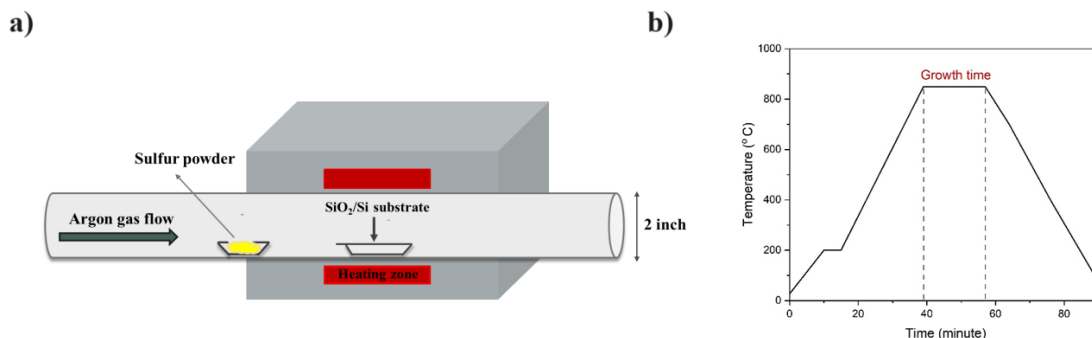 a)
Sulfur powder
Argon gas flow
SiO₂/Si substrate
Heating zone
2 inch
b)
Growth time
1000
800
600
400
200
0
Temperature (°C)
0
20
40
60
80
Time (minute)